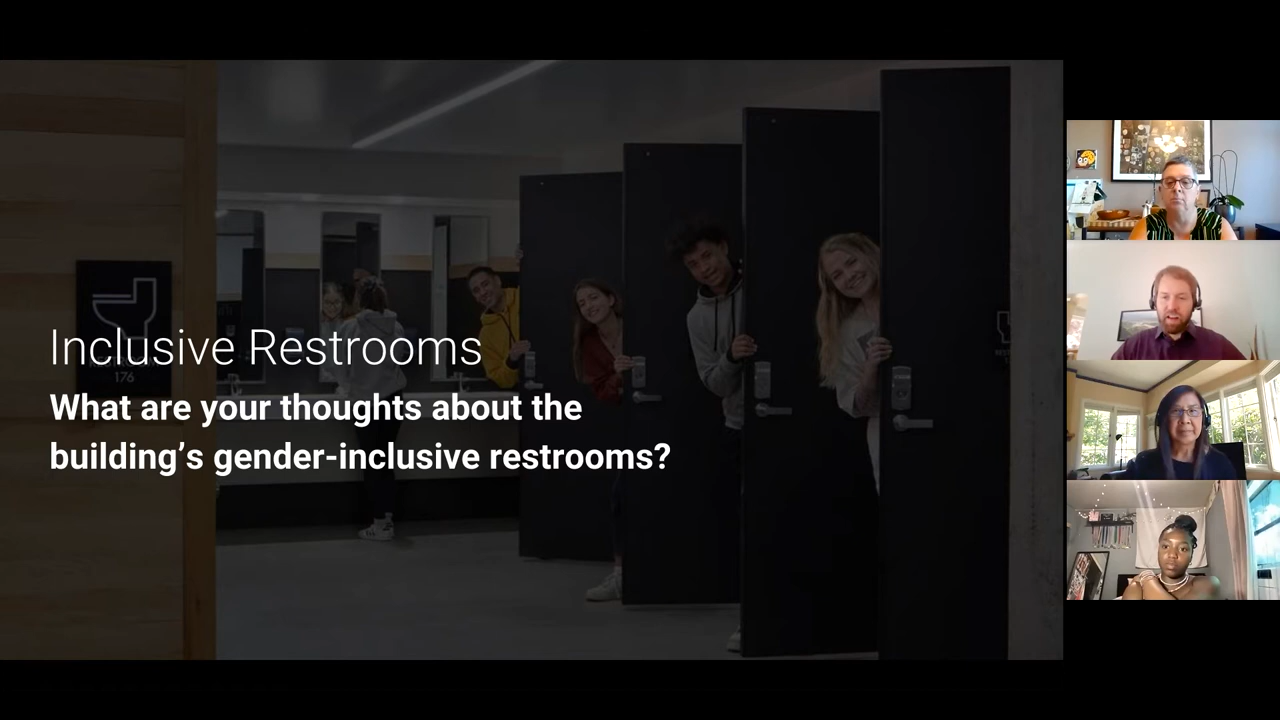 Inclusive Restrooms
What are your thoughts about the
building’s gender-inclusive restrooms?
176